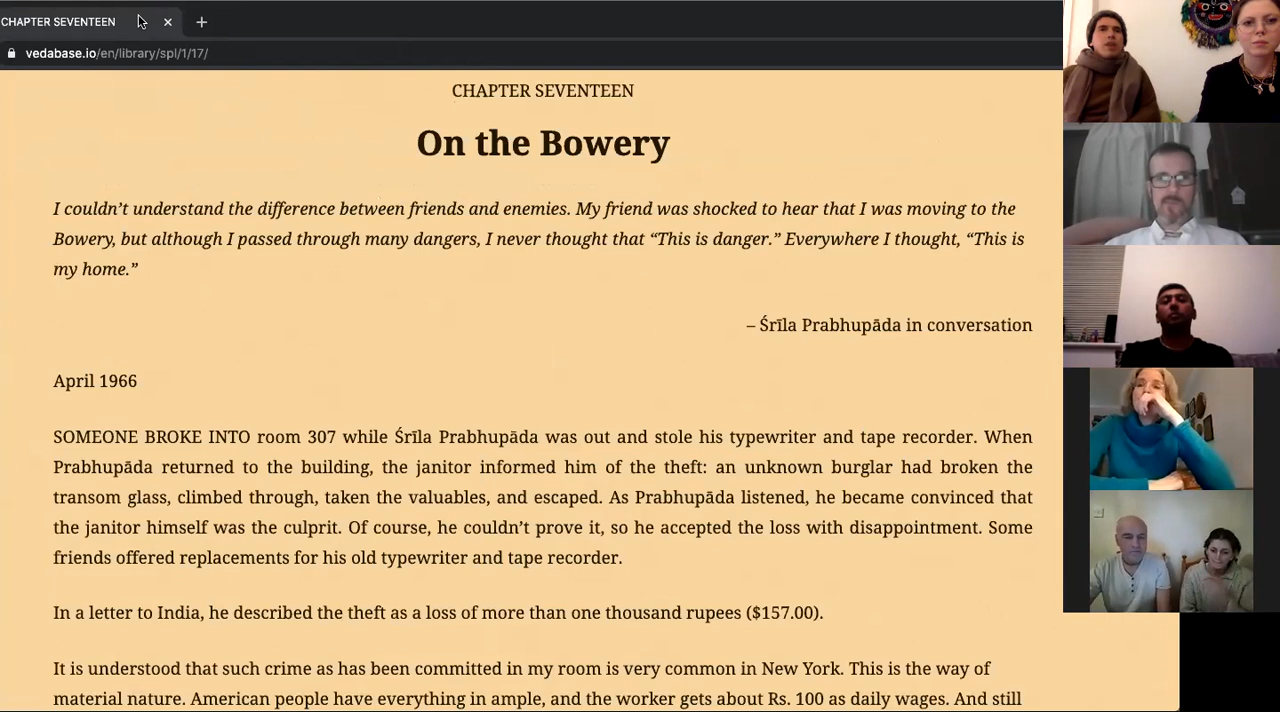 CHAPTER SEVENTEEN
vedabase.io/en/library/spl/1/17/
CHAPTER SEVENTEEN
On the Bowery
I couldn’t understand the difference between friends and enemies. My friend was shocked to hear that I was moving to the
Bowery, but although I passed through many dangers, I never thought that “This is danger.” Everywhere I thought, “This is
my home.”
– Śrīla Prabhupāda in conversation
April 1966
SOMEONE BROKE INTO room 307 while Śrīla Prabhupāda was out and stole his typewriter and tape recorder. When
Prabhupāda returned to the building, the janitor informed him of the theft: an unknown burglar had broken the
transom glass, climbed through, taken the valuables, and escaped. As Prabhupāda listened, he became convinced that
the janitor himself was the culprit. Of course, he couldn’t prove it, so he accepted the loss with disappointment. Some
friends offered replacements for his old typewriter and tape recorder.
In a letter to India, he described the theft as a loss of more than one thousand rupees ($157.00).
It is understood that such crime as has been committed in my room is very common in New York. This is the way of
material nature. American people have everything in ample, and the worker gets about Rs. 100 as daily wages. And still